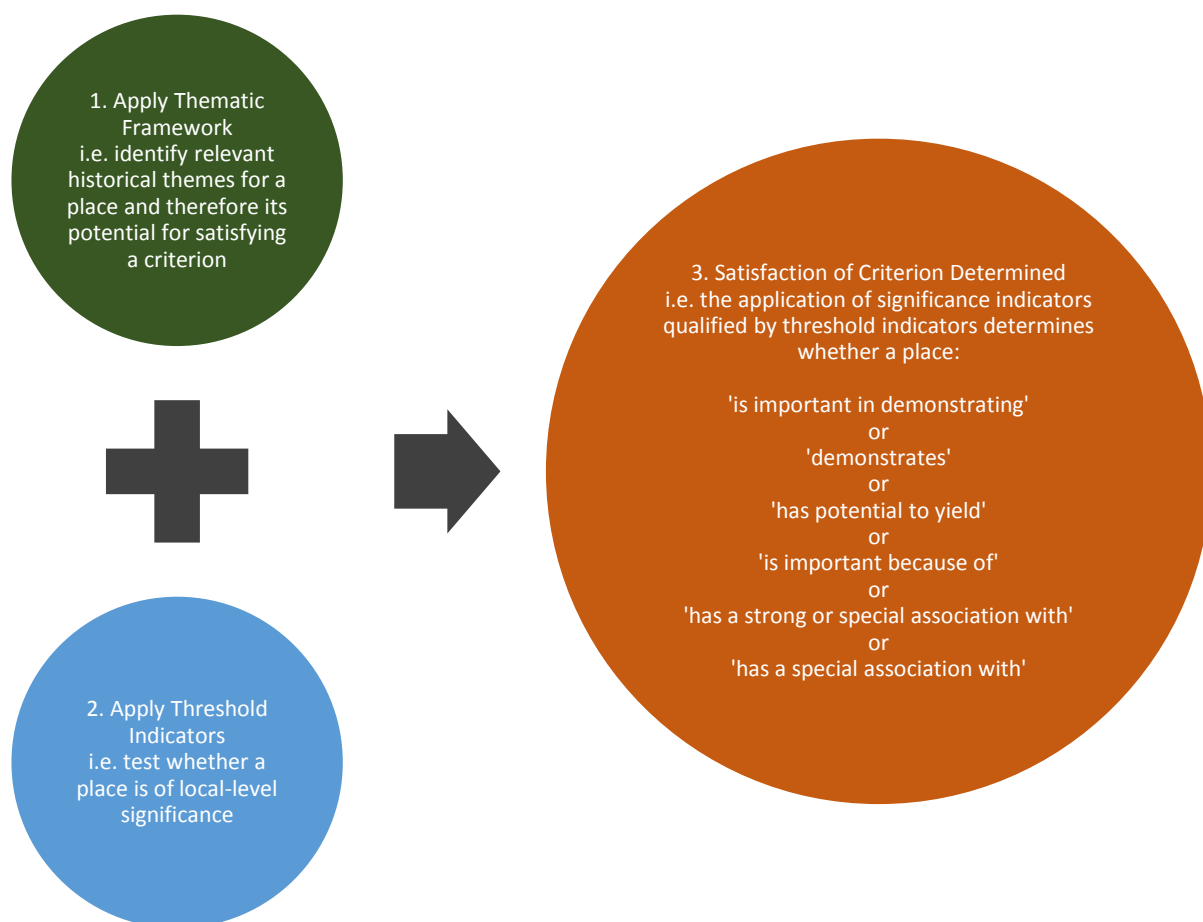 1. Apply Thematic
Framework
i.e. identify relevant
historical themes for a
place and therefore its
potential for satisfying
a criterion
2. Apply Threshold
Indicators
i.e. test whether a
place is of local-level
significance
3. Satisfaction of Criterion Determined
i.e. the application of significance indicators
qualified by threshold indicators determines
whether a place:
'is important in demonstrating'
or
'demonstrates'
or
'has potential to yield'
or
'is important because of'
or
'has a strong or special association with'
or
'has a special association with'